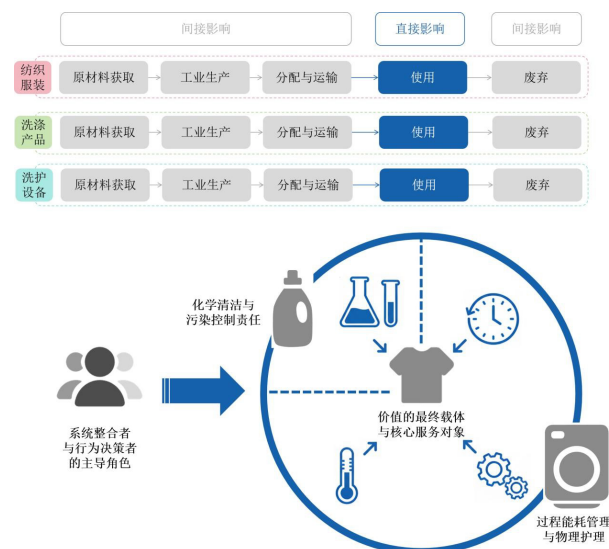 间接影响
直接影响
间接影响
纺织
服装
原材料获取
工业生产
分配与运输
使用
废弃
洗涤
产品
原材料获取
工业生产
分配与运输
使用
废弃
洗护
设备
原材料获取
工业生产
分配与运输
使用
废弃
化学清洁与
污染控制责任
系统整合者
与行为决策者
的主导角色
价值的最终载体
与核心服务对象
过程能耗管理
与物理护理